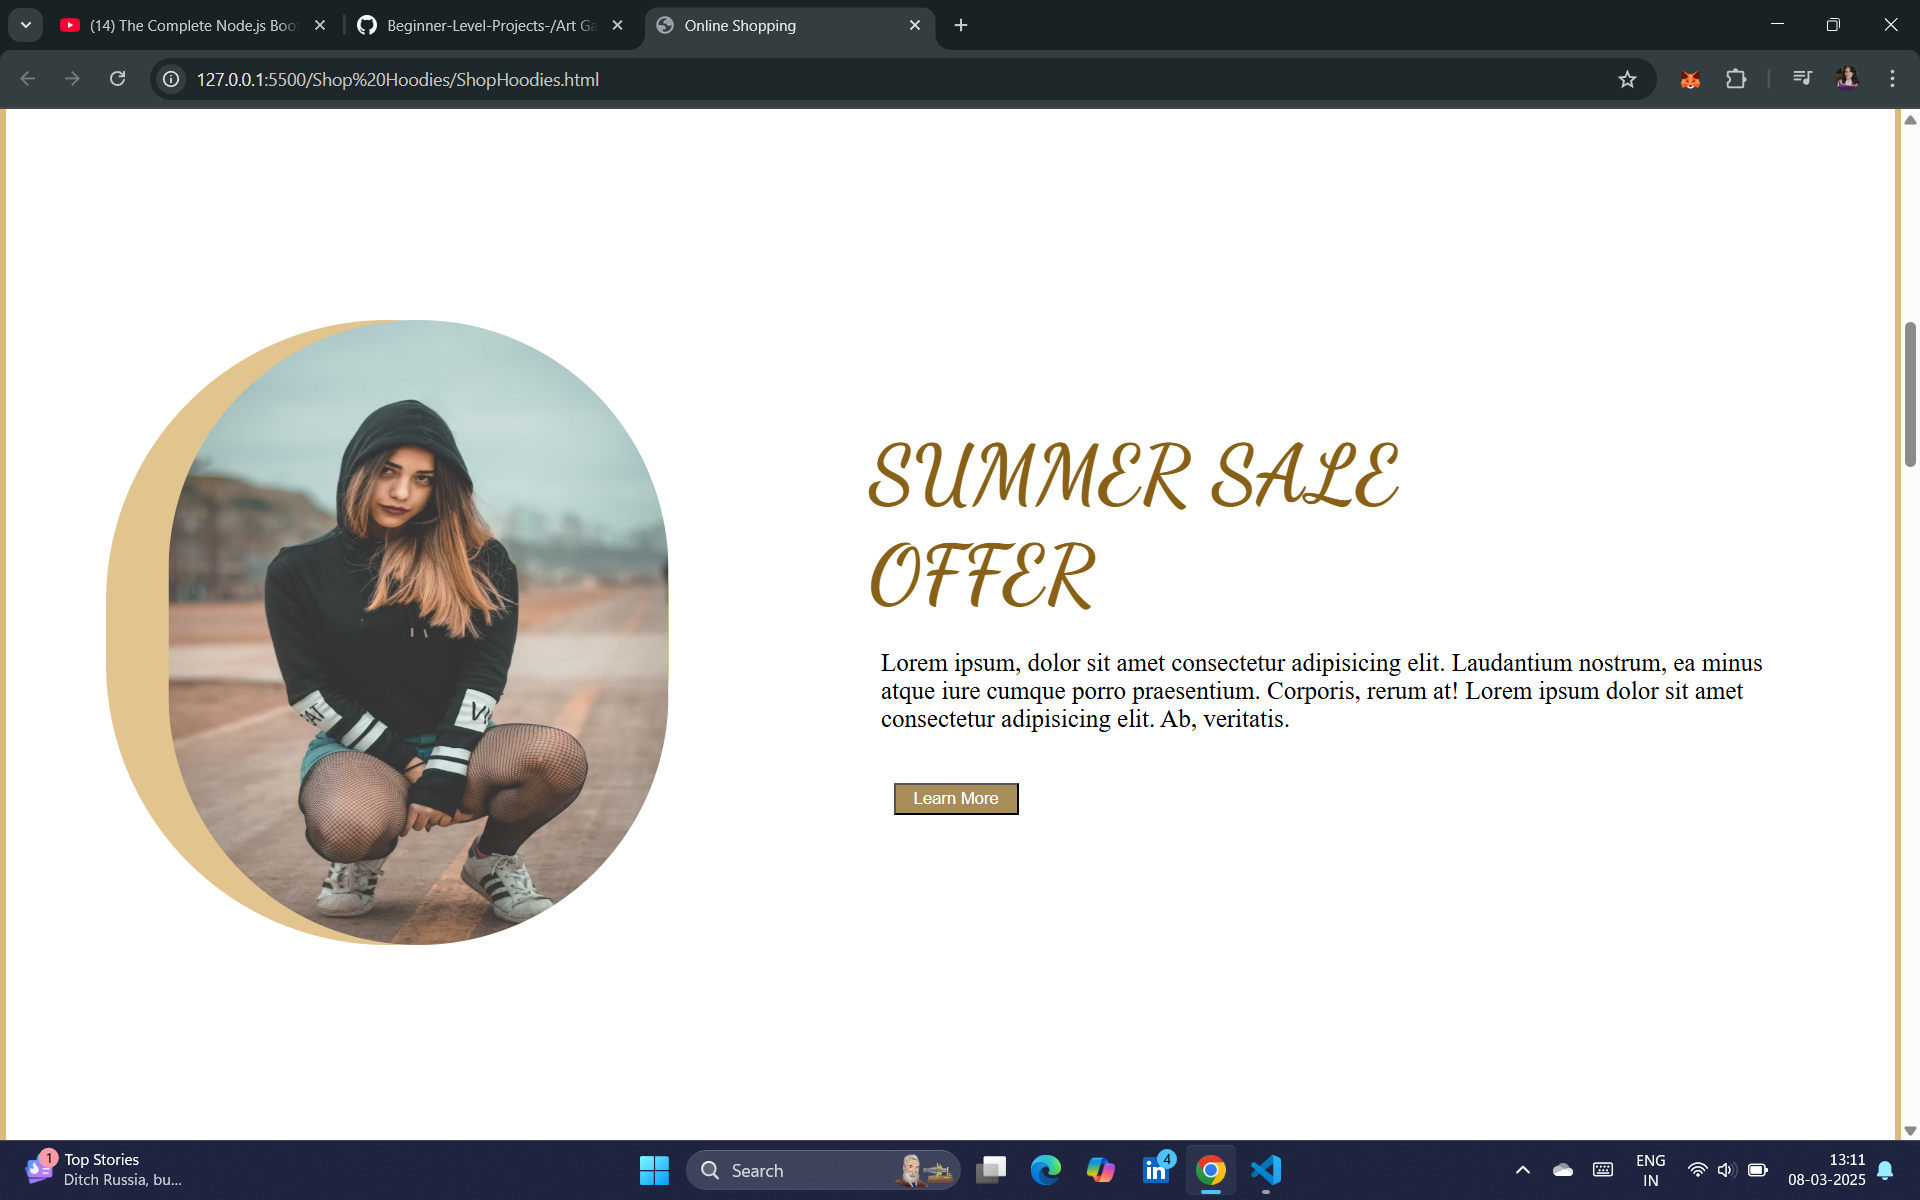 (14) The Complete Node.js Boo
Beginner-Level-Projects-/Art Ga
Online Shopping
127.0.0.1:5500/Shop%20Hoodies/ShopHoodies.html
SUMMER SALE
OFFER
Lorem ipsum, dolor sit amet consectetur adipisicing elit. Laudantium nostrum, ea minus
atque iure cumque porro praesentium. Corporis, rerum at! Lorem ipsum dolor sit amet
consectetur adipisicing elit. Ab, veritatis.
Learn More
1
Top Stories
Ditch Russia, bu...
Search
4
ENG
IN
13:11
08-03-2025